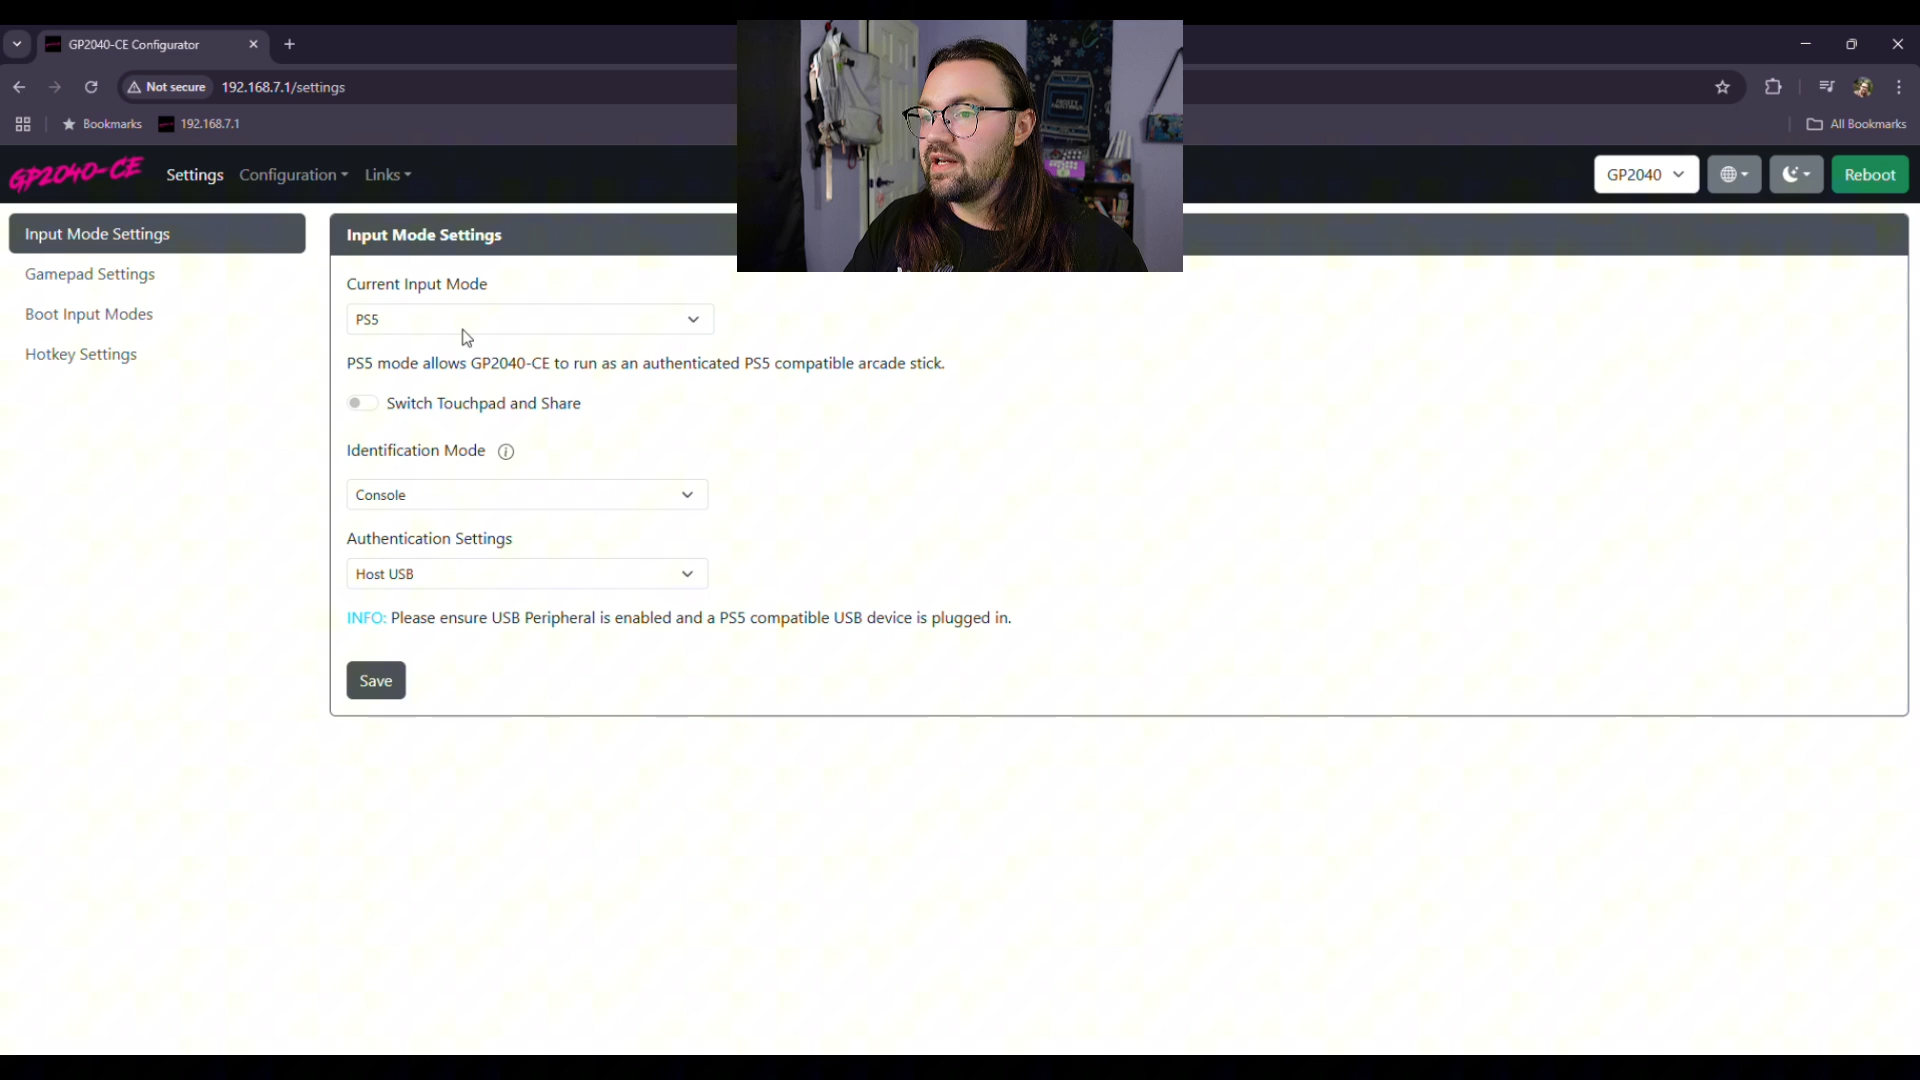 GP2040-CE Configurator
Not secure 192.168.7.1/settings
Bookmarks 192.168.7.1 All Bookmarks
GP2040-CE Settings Configuration Links GP2040 Reboot
Input Mode Settings
Gamepad Settings
Boot Input Modes
Hotkey Settings
Input Mode Settings
Current Input Mode
PS5
PS5 mode allows GP2040-CE to run as an authenticated PS5 compatible arcade stick.
Switch Touchpad and Share
Identification Mode
Console
Authentication Settings
Host USB
INFO: Please ensure USB Peripheral is enabled and a PS5 compatible USB device is plugged in.
Save